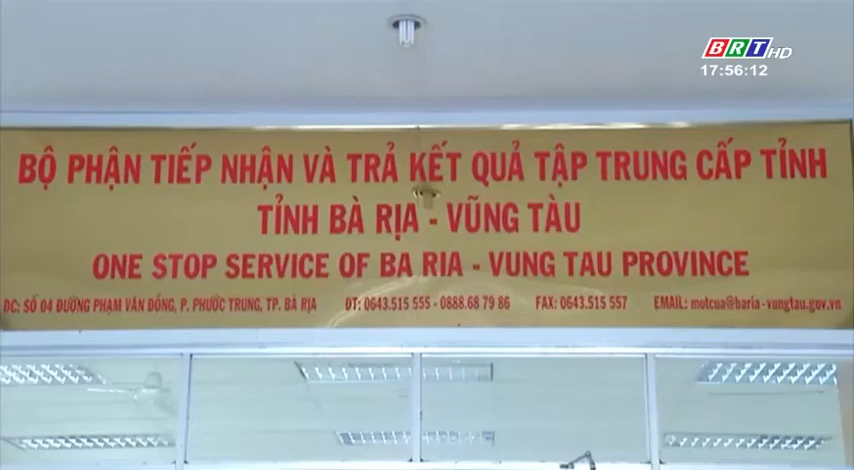 BRT HD
17:56:12
BỘ PHẬN TIẾP NHẬN VÀ TRẢ KẾT QUẢ TẬP TRUNG CẤP TỈNH
TỈNH BÀ RỊA - VŨNG TÀU
ONE STOP SERVICE OF BA RIA - VUNG TAU PROVINCE
ĐC: SỐ 04 ĐƯỜNG PHẠM VĂN ĐỒNG, P. PHƯỚC TRUNG, TP. BÀ RỊA ĐT: 0643.515 555 - 0888.68 79 86 FAX: 0643.515 557 EMAIL: motcua@baria-vungtau.gov.vn